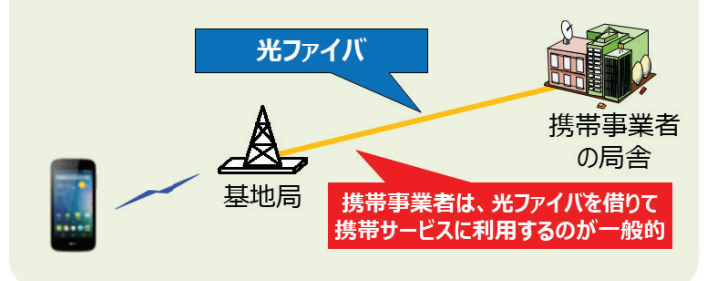 光ファイバ
携帯事業者
の局舎
基地局
携帯事業者は、光ファイバを借りて
携帯サービスに利用するのが一般的